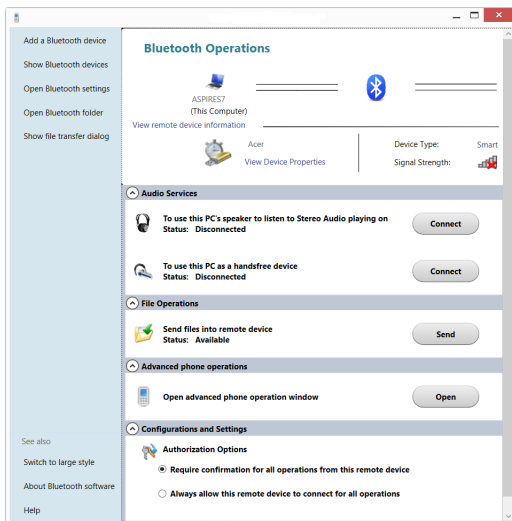 Add a Bluetooth device
Show Bluetooth devices
Open Bluetooth settings
Open Bluetooth folder
Show file transfer dialog
Bluetooth Operations
ASPIRES7
(This Computer)
View remote device information
Acer
View Device Properties
Device Type:
Smart
Signal Strength:
Audio Services
To use this PC's speaker to listen to Stereo Audio playing on
Status: Disconnected
Connect
To use this PC as a handsfree device
Status: Disconnected
Connect
File Operations
Send files into remote device
Status: Available
Send
Advanced phone operations
Open advanced phone operation window
Open
Configurations and Settings
Authorization Options
Require confirmation for all operations from this remote device
Always allow this remote device to connect for all operations
See also
Switch to large style
About Bluetooth software
Help